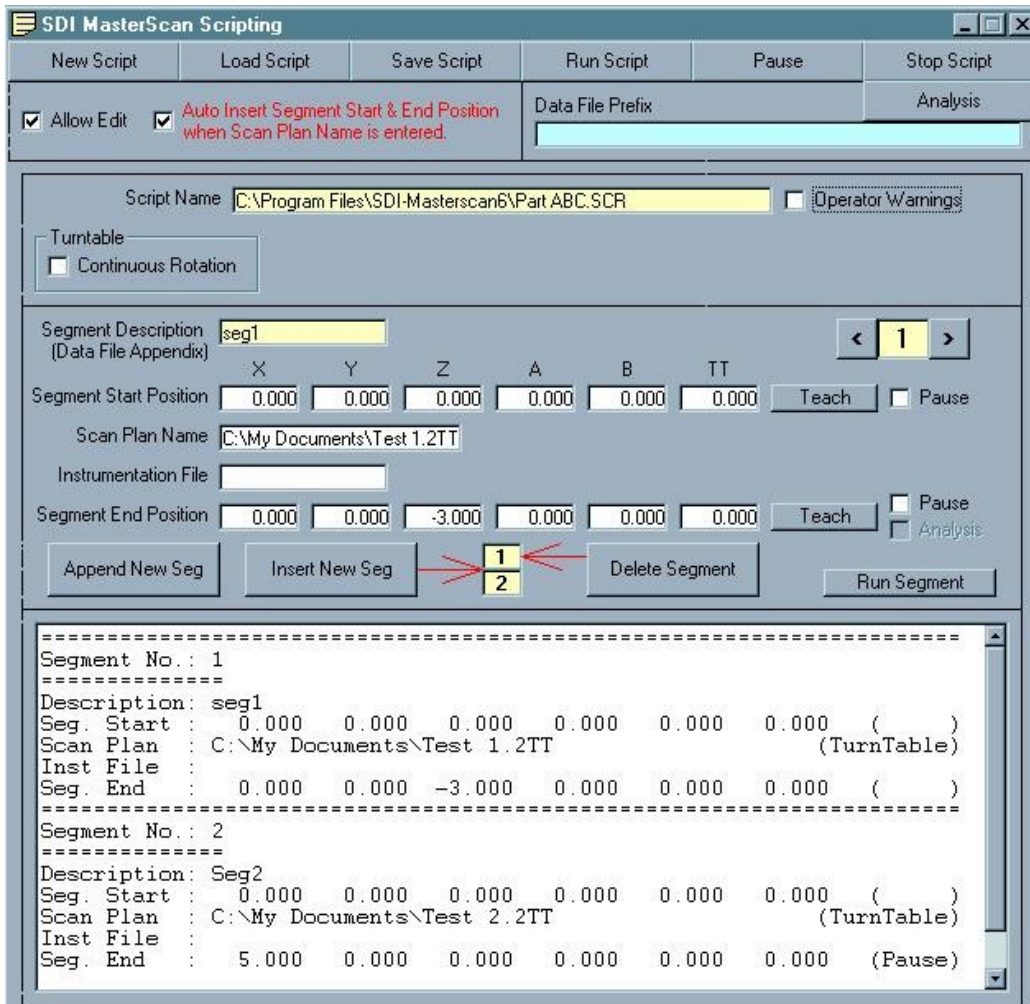 SDI MasterScan Scripting
New Script Load Script Save Script Run Script Pause Stop Script
Allow Edit Auto Insert Segment Start & End Position
when Scan Plan Name is entered.
Data File Prefix Analysis
Script Name C:\Program Files\SDI-Masterscan6\Part ABC.SCR Operator Warnings
Turntable
Continuous Rotation
Segment Description seg1
(Data File Appendix) < 1 >
X Y Z A B TT
Segment Start Position 0.000 0.000 0.000 0.000 0.000 0.000 Teach Pause
Scan Plan Name C:\My Documents\Test 1.2TT
Instrumentation File
Segment End Position 0.000 0.000 -3.000 0.000 0.000 0.000 Teach Pause
Analysis
Append New Seg Insert New Seg 1 Delete Segment
2 Run Segment
======================================================================
Segment No.: 1
==============
Description: seg1
Seg. Start : 0.000 0.000 0.000 0.000 0.000 0.000 ( )
Scan Plan : C:\My Documents\Test 1.2TT (TurnTable)
Inst File :
Seg. End : 0.000 0.000 -3.000 0.000 0.000 0.000 ( )
======================================================================
Segment No.: 2
==============
Description: Seg2
Seg. Start : 0.000 0.000 0.000 0.000 0.000 0.000 ( )
Scan Plan : C:\My Documents\Test 2.2TT (TurnTable)
Inst File :
Seg. End : 5.000 0.000 0.000 0.000 0.000 0.000 (Pause)